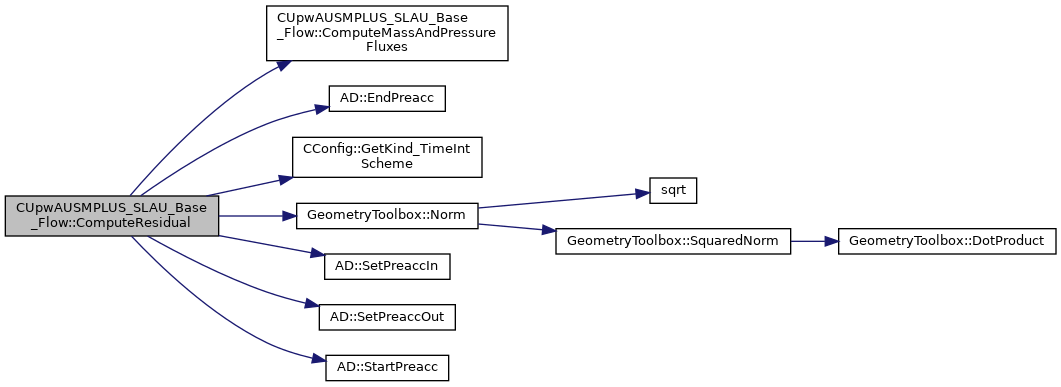 CUpwAUSMPLUS_SLAU_Base
_Flow::ComputeMassAndPressure
Fluxes
AD::EndPreacc
CConfig::GetKind_TimeInt
Scheme
CUpwAUSMPLUS_SLAU_Base
_Flow::ComputeResidual
GeometryToolbox::Norm
sqrt
GeometryToolbox::SquaredNorm
GeometryToolbox::DotProduct
AD::SetPreaccIn
AD::SetPreaccOut
AD::StartPreacc